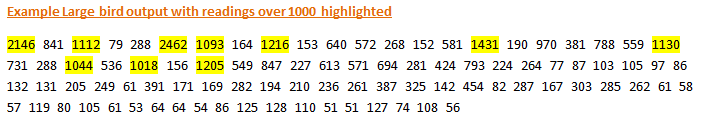 Example Large bird output with readings over 1000 highlighted
2146 841 1112 79 288 2462 1093 164 1216 153 640 572 268 152 581 1431 190 970 381 788 559 1130
731 288 1044 536 1018 156 1205 549 847 227 613 571 694 281 424 793 224 264 77 87 103 105 97 86
132 131 205 249 61 391 171 169 282 194 210 236 261 387 325 142 454 82 287 167 303 285 262 61 58
57 119 80 105 61 53 64 64 54 86 125 128 110 51 51 127 74 108 56